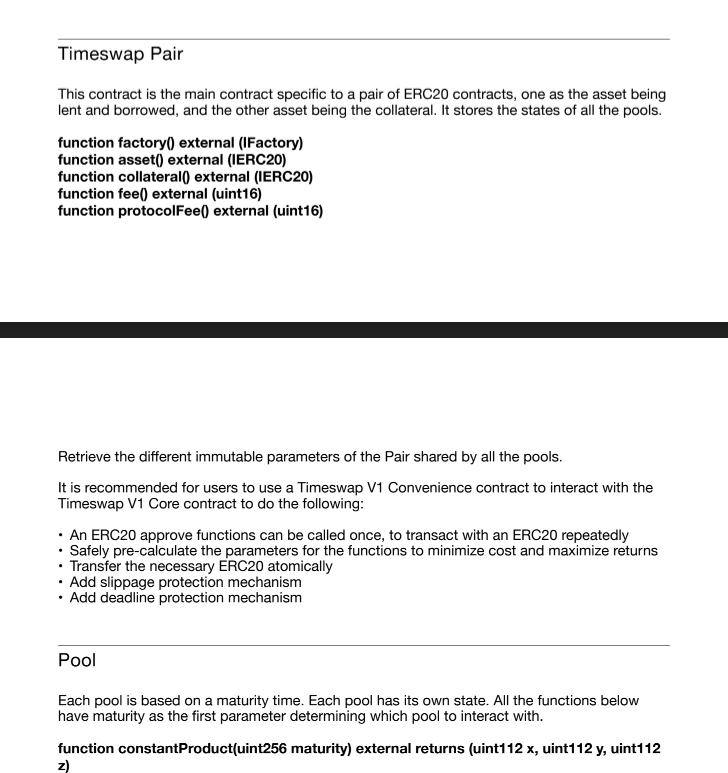 Timeswap Pair
This contract is the main contract specific to a pair of ERC20 contracts, one as the asset being
lent and borrowed, and the other asset being the collateral. It stores the states of all the pools.
function factory() external (IFactory)
function asset() external (IERC20)
function collateral() external (IERC20)
function fee() external (uint16)
function protocolFee() external (uint16)
Retrieve the different immutable parameters of the Pair shared by all the pools.
It is recommended for users to use a Timeswap V1 Convenience contract to interact with the
Timeswap V1 Core contract to do the following:
• An ERC20 approve functions can be called once, to transact with an ERC20 repeatedly
• Safely pre-calculate the parameters for the functions to minimize cost and maximize returns
• Transfer the necessary ERC20 atomically
• Add slippage protection mechanism
• Add deadline protection mechanism
Pool
Each pool is based on a maturity time. Each pool has its own state. All the functions below
have maturity as the first parameter determining which pool to interact with.
function constantProduct(uint256 maturity) external returns (uint112 x, uint112 y, uint112
z)